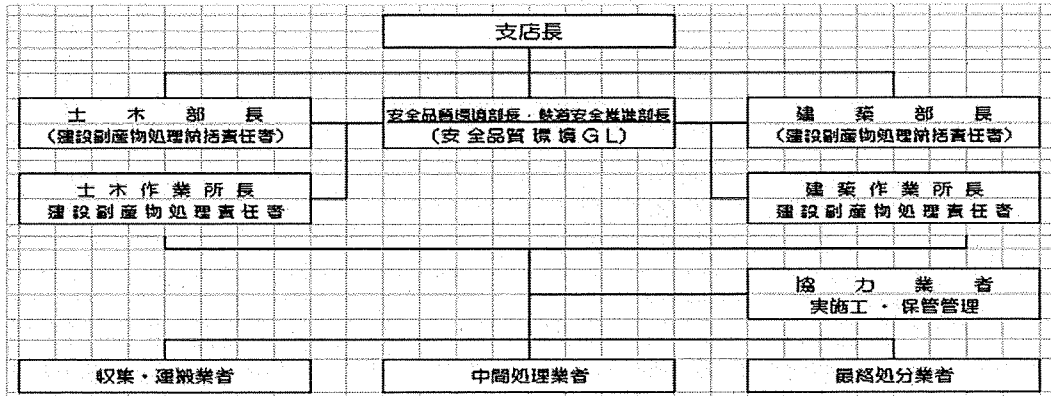 支店長
土木部長
(建設副産物処理統括責任者)
安全品質環境部長・鉄道安全推進部長
(安全品質環境GL)
建築部長
(建設副産物処理統括責任者)
土木作業所長
建設副産物処理責任者
建築作業所長
建設副産物処理責任者
協力業者
実施工・保管管理
収集・運搬業者
中間処理業者
最終処分業者